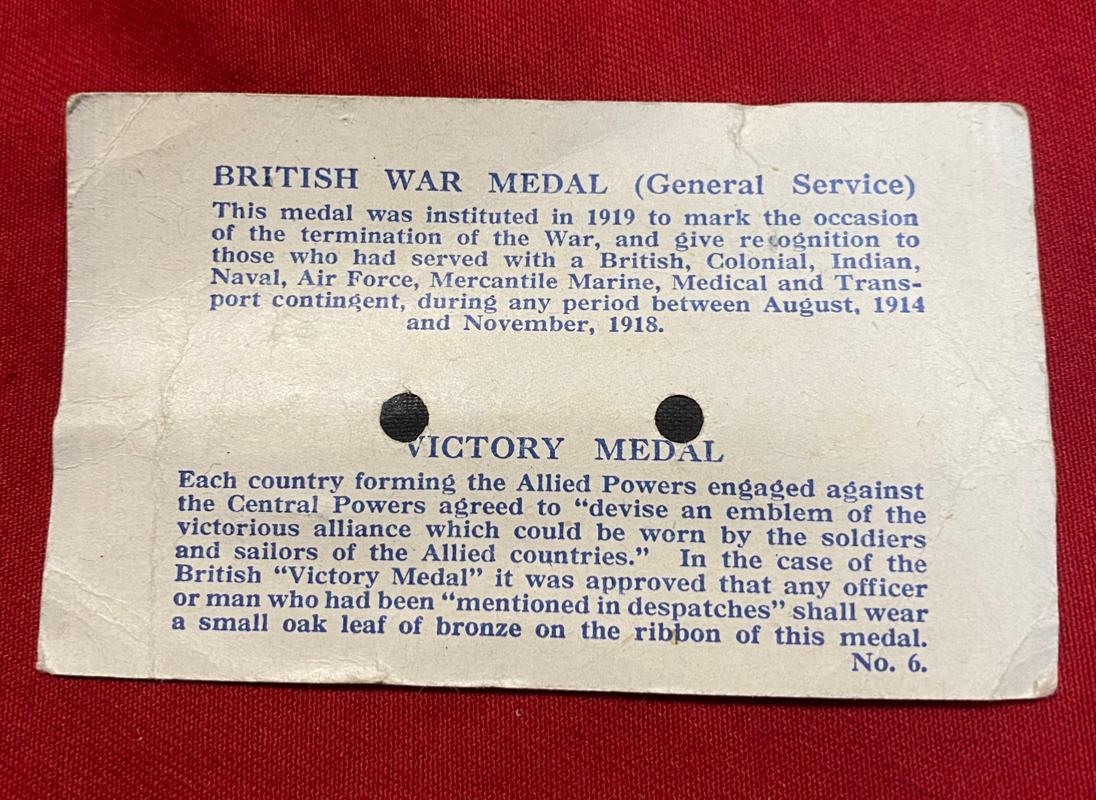 BRITISH WAR MEDAL (General Service)
This medal was instituted in 1919 to mark the occasion
of the termination of the War, and give recognition to
those who had served with a British, Colonial, Indian,
Naval, Air Force, Mercantile Marine, Medical and Trans-
port contingent, during any period between August, 1914
and November, 1918.
VICTORY MEDAL
Each country forming the Allied Powers engaged against
the Central Powers agreed to “devise an emblem of the
victorious alliance which could be worn by the soldiers
and sailors of the Allied countries.” In the case of the
British “Victory Medal” it was approved that any officer
or man who had been “mentioned in despatches” shall wear
a small oak leaf of bronze on the ribbon of this medal.
No. 6.